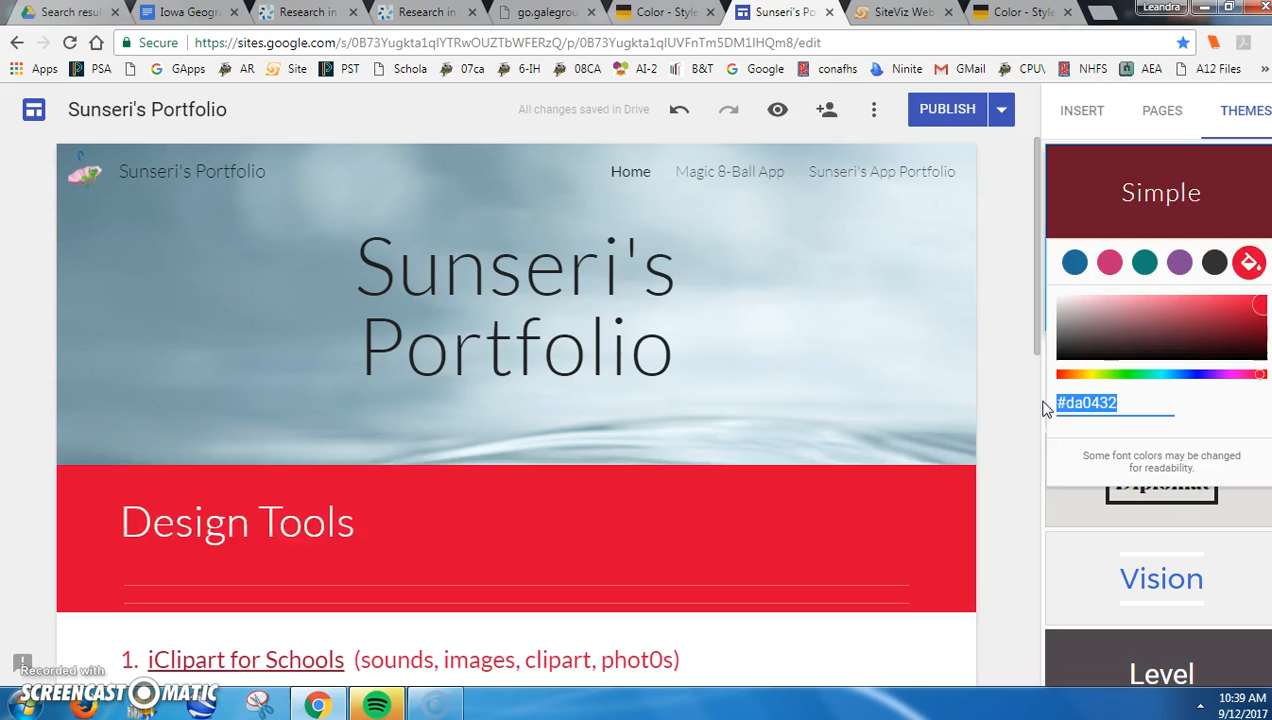 Search resul
Iowa Geogr
Research in
Research in
go.galegrou
Color - Style
Sunseri's Po
SiteViz Web
Color - Style
Leandra
Secure
https://sites.google.com/s/0B73Yugkta1qIYTRwOUZTbWFERzQ/p/0B73Yugkta1qIUVFnTm5DM1lHQm8/edit
Apps PSA GApps AR Site PST Schola 07ca 6-IH 08CA AI-2 B&T Google conafhs Ninite GMail CPU\ NHFS AEA A12 Files »
Sunseri's Portfolio
All changes saved in Drive
PUBLISH
INSERT PAGES THEMES
Sunseri's Portfolio
Home Magic 8-Ball App Sunseri's App Portfolio
Sunseri's
Portfolio
Simple
#da0432
Some font colors may be changed
for readability.
Diplomat
Vision
Level
Design Tools
1. iClipart for Schools (sounds, images, clipart, phot0s)
Recorded with
SCREENCAST-O-MATIC
10:39 AM
9/12/2017